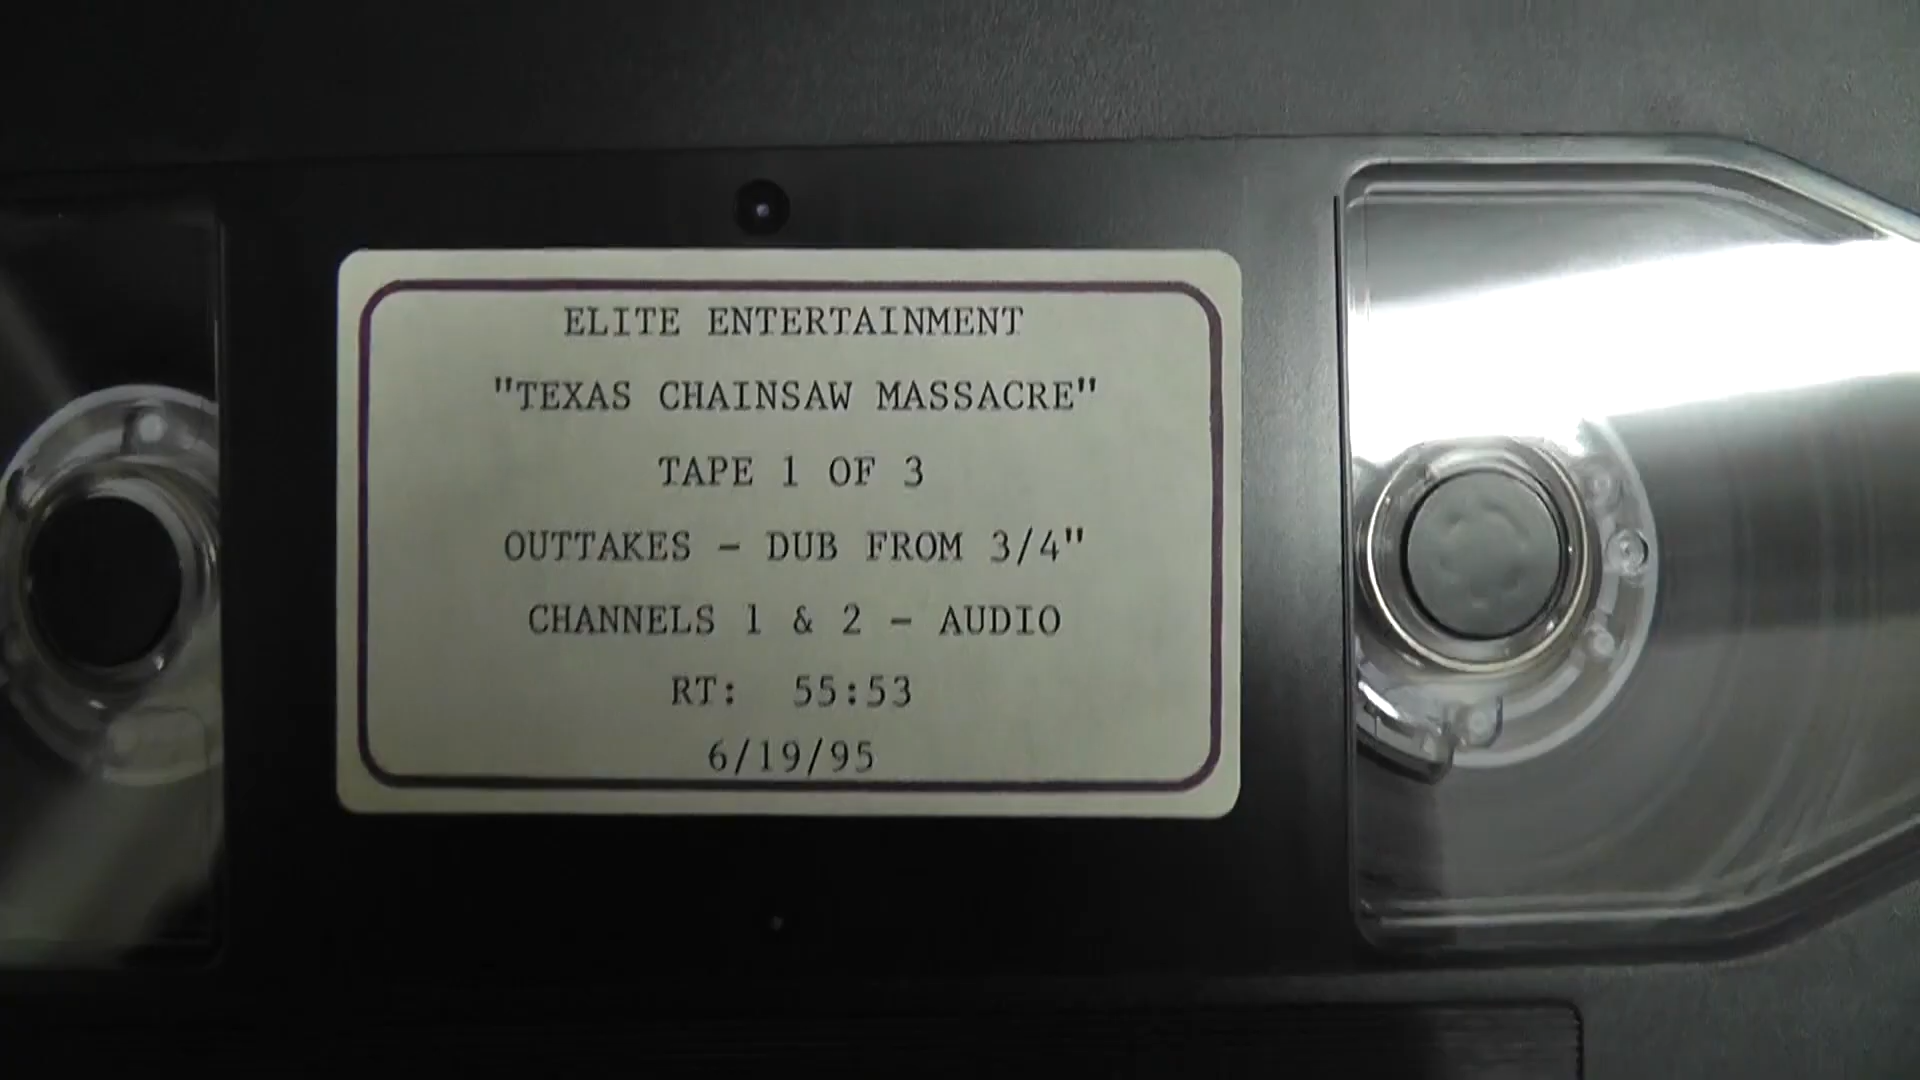 ELITE ENTERTAINMENT
"TEXAS CHAINSAW MASSACRE"
TAPE 1 OF 3
OUTTAKES - DUB FROM 3/4"
CHANNELS 1 & 2 - AUDIO
RT: 55:53
6/19/95